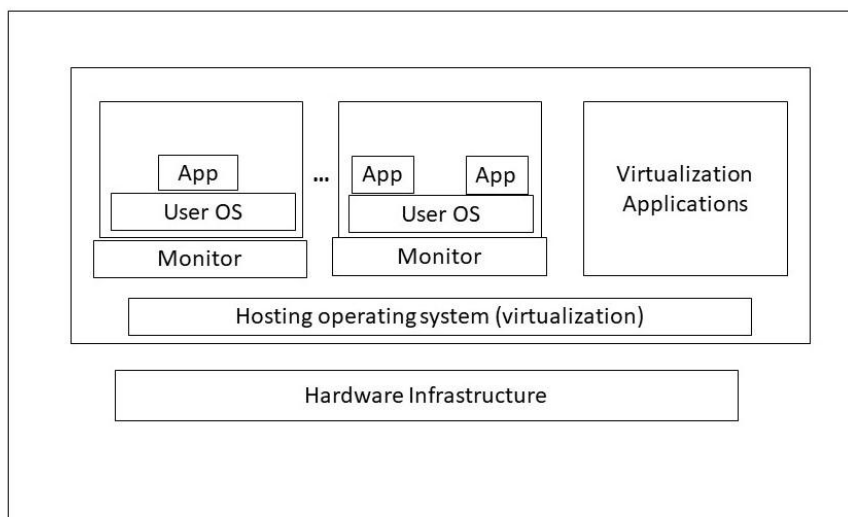 App
User OS
Monitor
...
App App
User OS
Monitor
Virtualization
Applications
Hosting operating system (virtualization)
Hardware Infrastructure